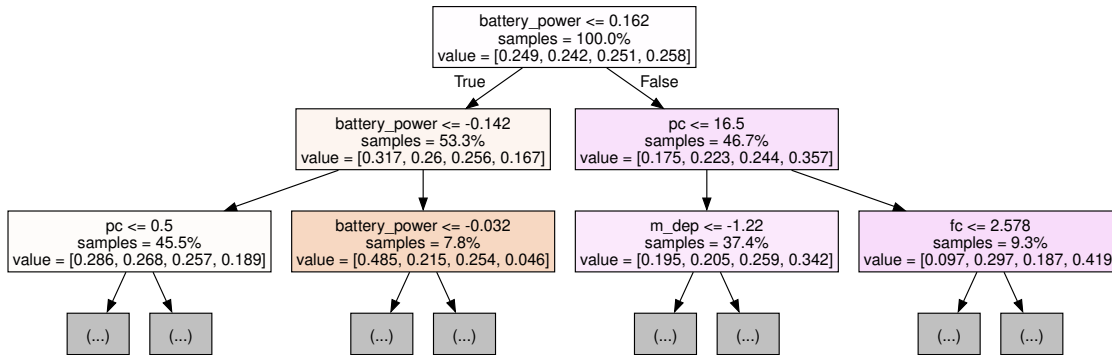 battery_power <= 0.162
samples = 100.0%
value = [0.249, 0.242, 0.251, 0.258]
True
False
battery_power <= -0.142
samples = 53.3%
value = [0.317, 0.26, 0.256, 0.167]
pc <= 16.5
samples = 46.7%
value = [0.175, 0.223, 0.244, 0.357]
pc <= 0.5
samples = 45.5%
value = [0.286, 0.268, 0.257, 0.189]
battery_power <= -0.032
samples = 7.8%
value = [0.485, 0.215, 0.254, 0.046]
m_dep <= -1.22
samples = 37.4%
value = [0.195, 0.205, 0.259, 0.342]
fc <= 2.578
samples = 9.3%
value = [0.097, 0.297, 0.187, 0.419
(...)
(...)
(...)
(...)
(...)
(...)
(...)
(...)